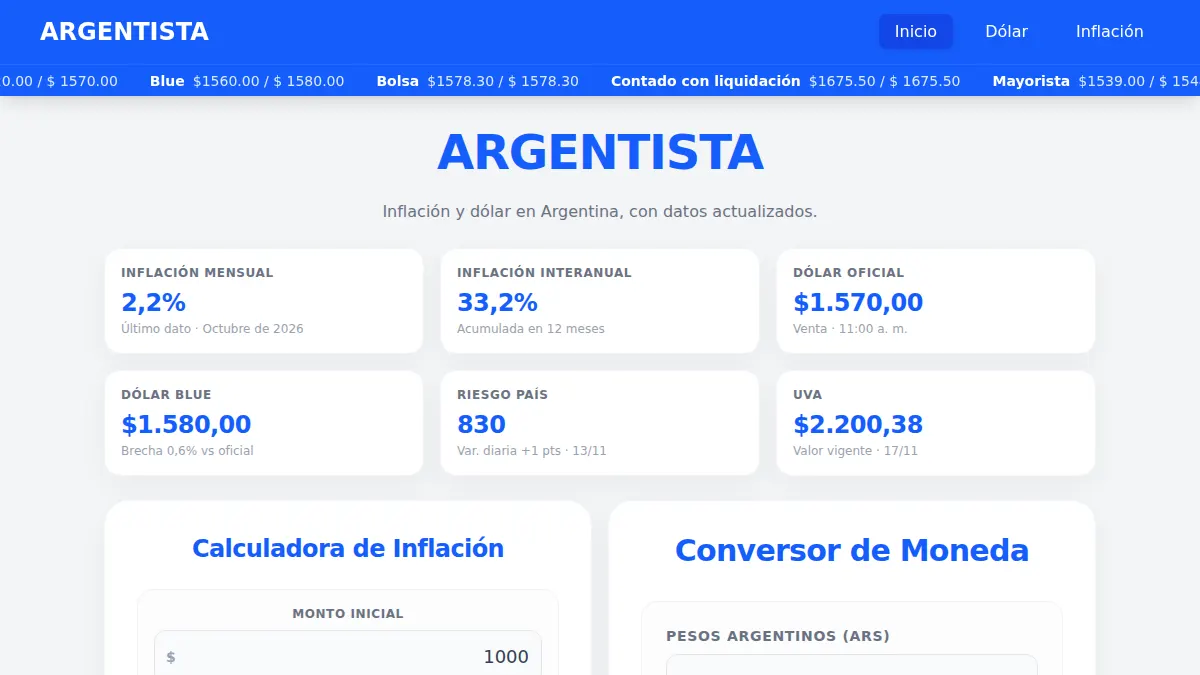 ARGENTISTA
Inicio
Dólar
Inflación
0.00 / $ 1570.00 Blue $1560.00 / $ 1580.00 Bolsa $1578.30 / $ 1578.30 Contado con liquidación $1675.50 / $ 1675.50 Mayorista $1539.00 / $ 154
ARGENTISTA
Inflación y dólar en Argentina, con datos actualizados.
INFLACIÓN MENSUAL
2,2%
Último dato · Octubre de 2026
INFLACIÓN INTERANUAL
33,2%
Acumulada en 12 meses
DÓLAR OFICIAL
$1.570,00
Venta · 11:00 a. m.
DÓLAR BLUE
$1.580,00
Brecha 0,6% vs oficial
RIESGO PAÍS
830
Var. diaria +1 pts · 13/11
UVA
$2.200,38
Valor vigente · 17/11
Calculadora de Inflación
MONTO INICIAL
$ 1000
Conversor de Moneda
PESOS ARGENTINOS (ARS)